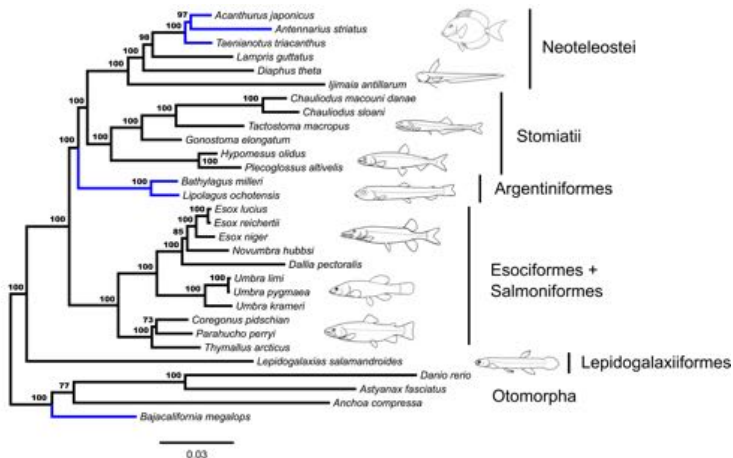 97
Acanthurus japonicus
Antennarius striatus
100
Taenianotus triacanthus
98
Lampris guttatus
100
Diaphus theta
Neoteleostei
100
Ijimaia antillarum
Chauliodus macouni danae
100
Chauliodus sloani
100
Tactostoma macropus
100
Gonostoma elongatum
Stomiatii
100
Hypomesus olidus
100
Plecoglossus altivelis
100
Bathylagus milleri
100
Lipolagus ochotensis
Argentiniformes
100
Esox lucius
100
Esox reichertii
100
Esox niger
85
Novumbra hubbsi
100
Dallia pectoralis
Esociformes +
Salmoniformes
100
Umbra limi
100
Umbra pygmaea
100
Umbra krameri
73
Coregonus pidschian
100
Parahucho perryi
Thymallus arcticus
100
Lepidogalaxias salamandroides
Lepidogalaxiiformes
100
Danio rerio
77
Astyanax fasciatus
Otomorpha
100
Anchoa compressa
Bajacalifornia megalops
0.03